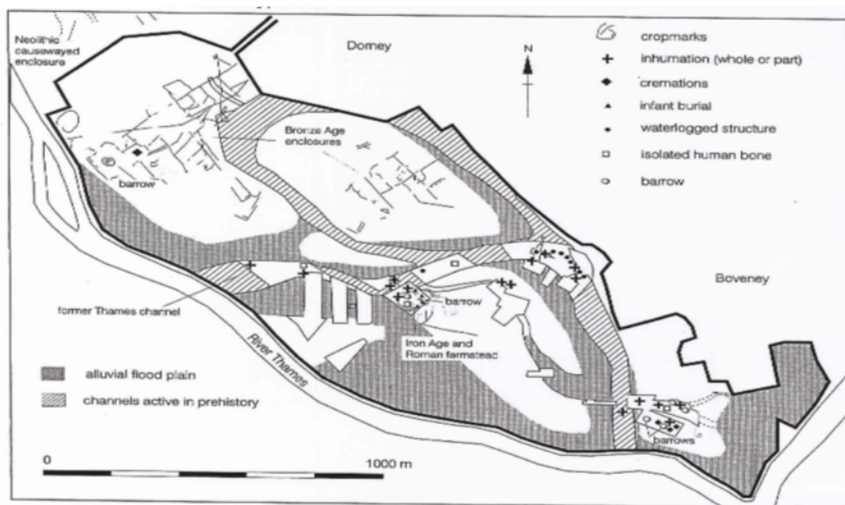 Neolithic
causewayed
enclosure
Dorney
N
cropmarks
inhumation (whole or part)
cremations
infant burial
waterlogged structure
isolated human bone
barrow
Bronze Age
enclosures
barrow
Boveney
former Thames channel
barrow
Iron Age and
Roman farmstead
River Thames
alluvial flood plain
channels active in prehistory
barrows
0
1000 m